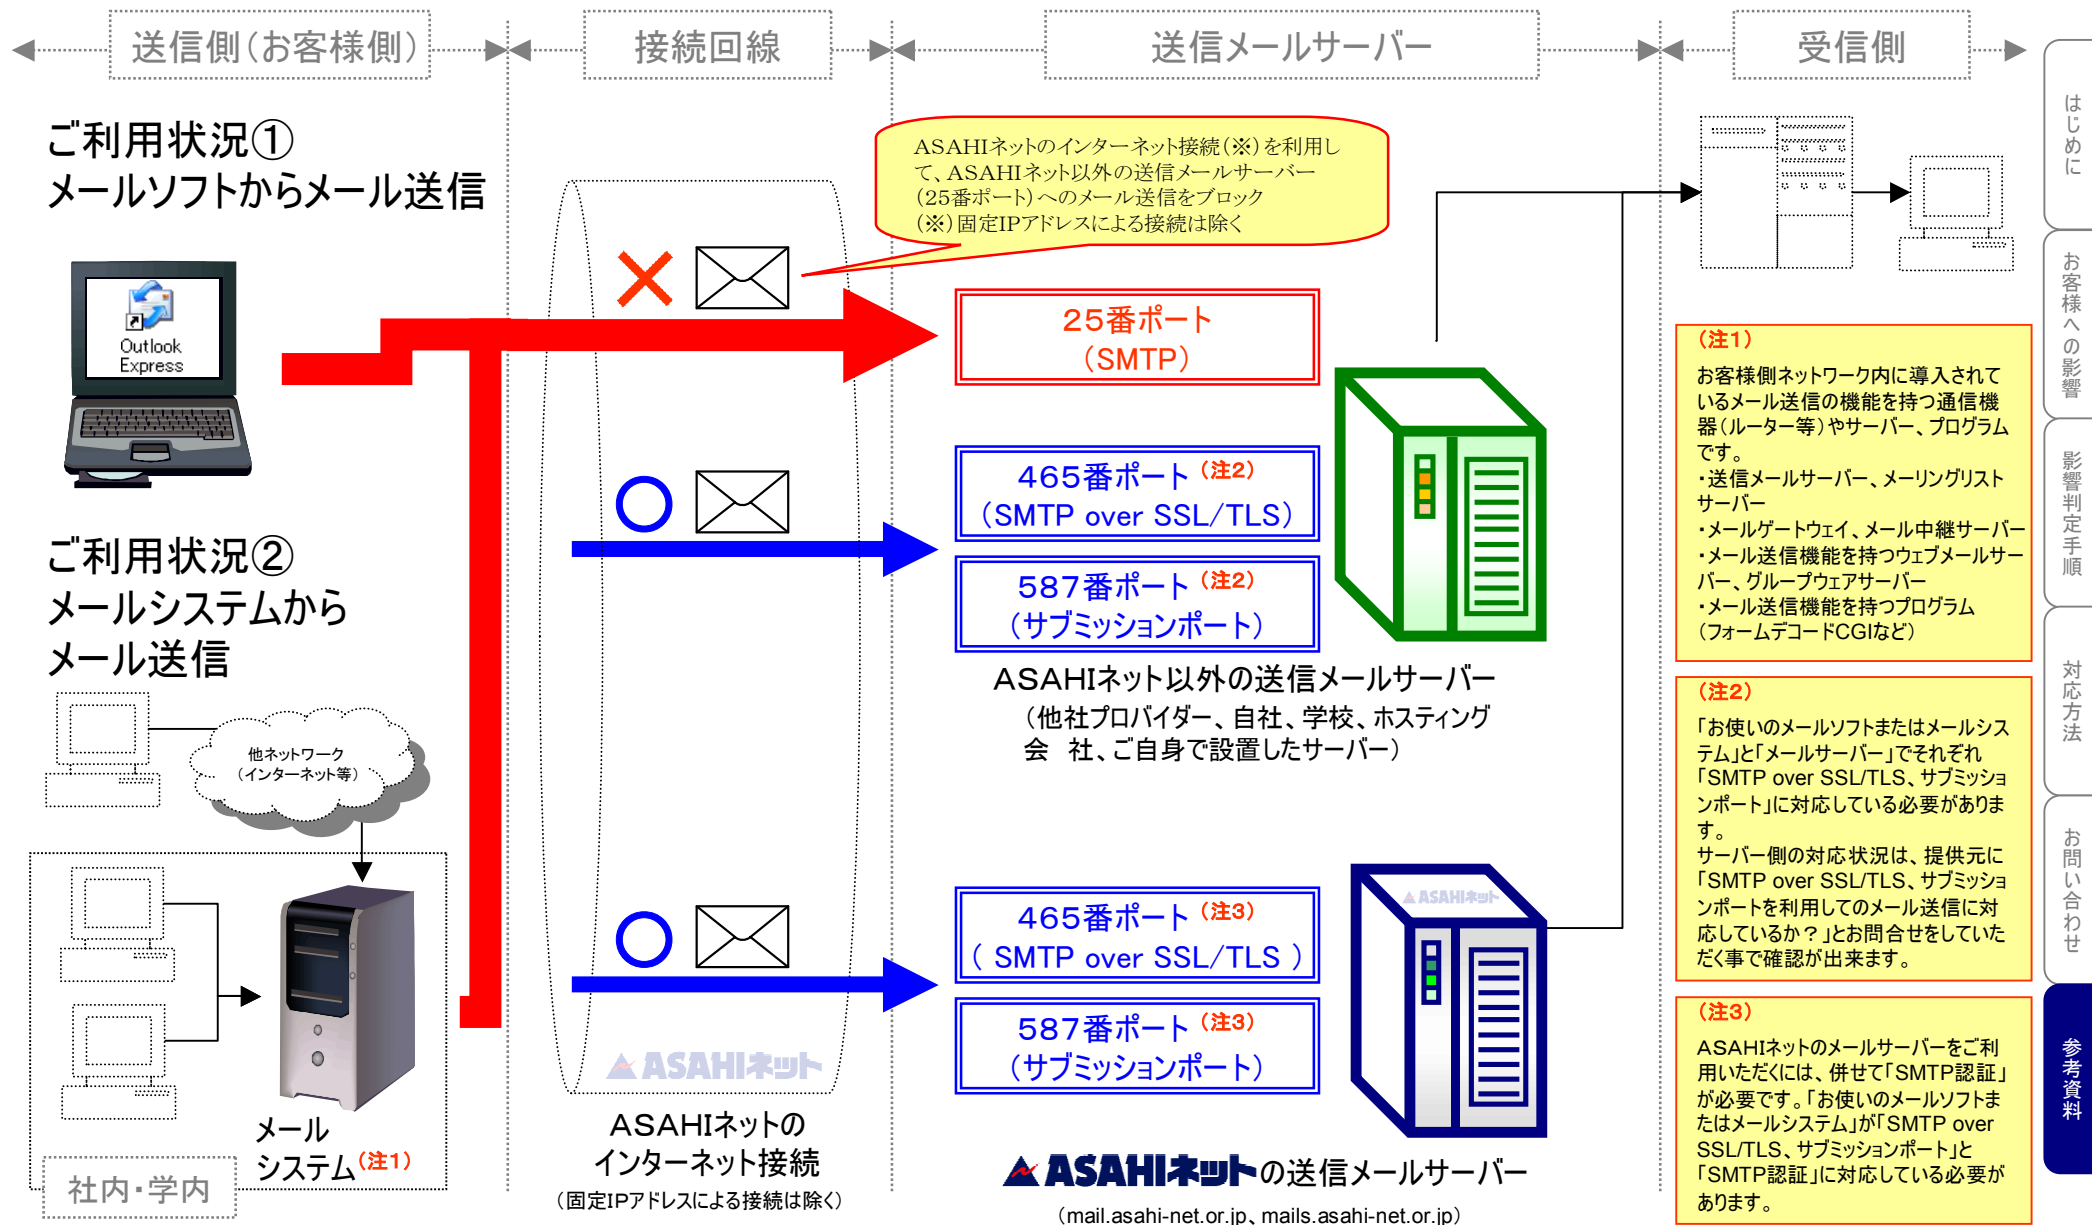 送信側(お客様側)
接続回線
送信メールサーバー
受信側
ご利用状況①
メールソフトからメール送信
Outlook
Express
ご利用状況②
メールシステムから
メール送信
他ネットワーク
(インターネット等)
メール
システム(注1)
社内・学内
ASAHIネットのインターネット接続(※)を利用し
て、ASAHIネット以外の送信メールサーバー
(25番ポート)へのメール送信をブロック
(※)固定IPアドレスによる接続は除く
ASAHIネット
ASAHIネットの
インターネット接続
(固定IPアドレスによる接続は除く)
25番ポート
(SMTP)
465番ポート(注2)
(SMTP over SSL/TLS)
587番ポート(注2)
(サブミッションポート)
ASAHIネット以外の送信メールサーバー
(他社プロバイダー、自社、学校、ホスティング
会 社、ご自身で設置したサーバー)
465番ポート(注3)
( SMTP over SSL/TLS )
587番ポート(注3)
(サブミッションポート)
ASAHIネット
ASAHIネットの送信メールサーバー
(mail.asahi-net.or.jp、mails.asahi-net.or.jp)
(注1)
お客様側ネットワーク内に導入されて
いるメール送信の機能を持つ通信機
器(ルーター等)やサーバー、プログラム
です。
・送信メールサーバー、メーリングリスト
サーバー
・メールゲートウェイ、メール中継サーバー
・メール送信機能を持つウェブメールサー
バー、グループウェアサーバー
・メール送信機能を持つプログラム
(フォームデコードCGIなど)
(注2)
「お使いのメールソフトまたはメールシス
テム」と「メールサーバー」でそれぞれ
「SMTP over SSL/TLS、サブミッショ
ンポート」に対応している必要がありま
す。
サーバー側の対応状況は、提供元に
「SMTP over SSL/TLS、サブミッショ
ンポートを利用してのメール送信に対
応しているか?」とお問合せをしていた
だく事で確認が出来ます。
(注3)
ASAHIネットのメールサーバーをご利
用いただくには、併せて「SMTP認証」
が必要です。「お使いのメールソフトま
たはメールシステム」が「SMTP over
SSL/TLS、サブミッションポート」と
「SMTP認証」に対応している必要が
あります。
はじめに
お客様への影響
影響判定手順
対応方法
お問い合わせ
参考資料